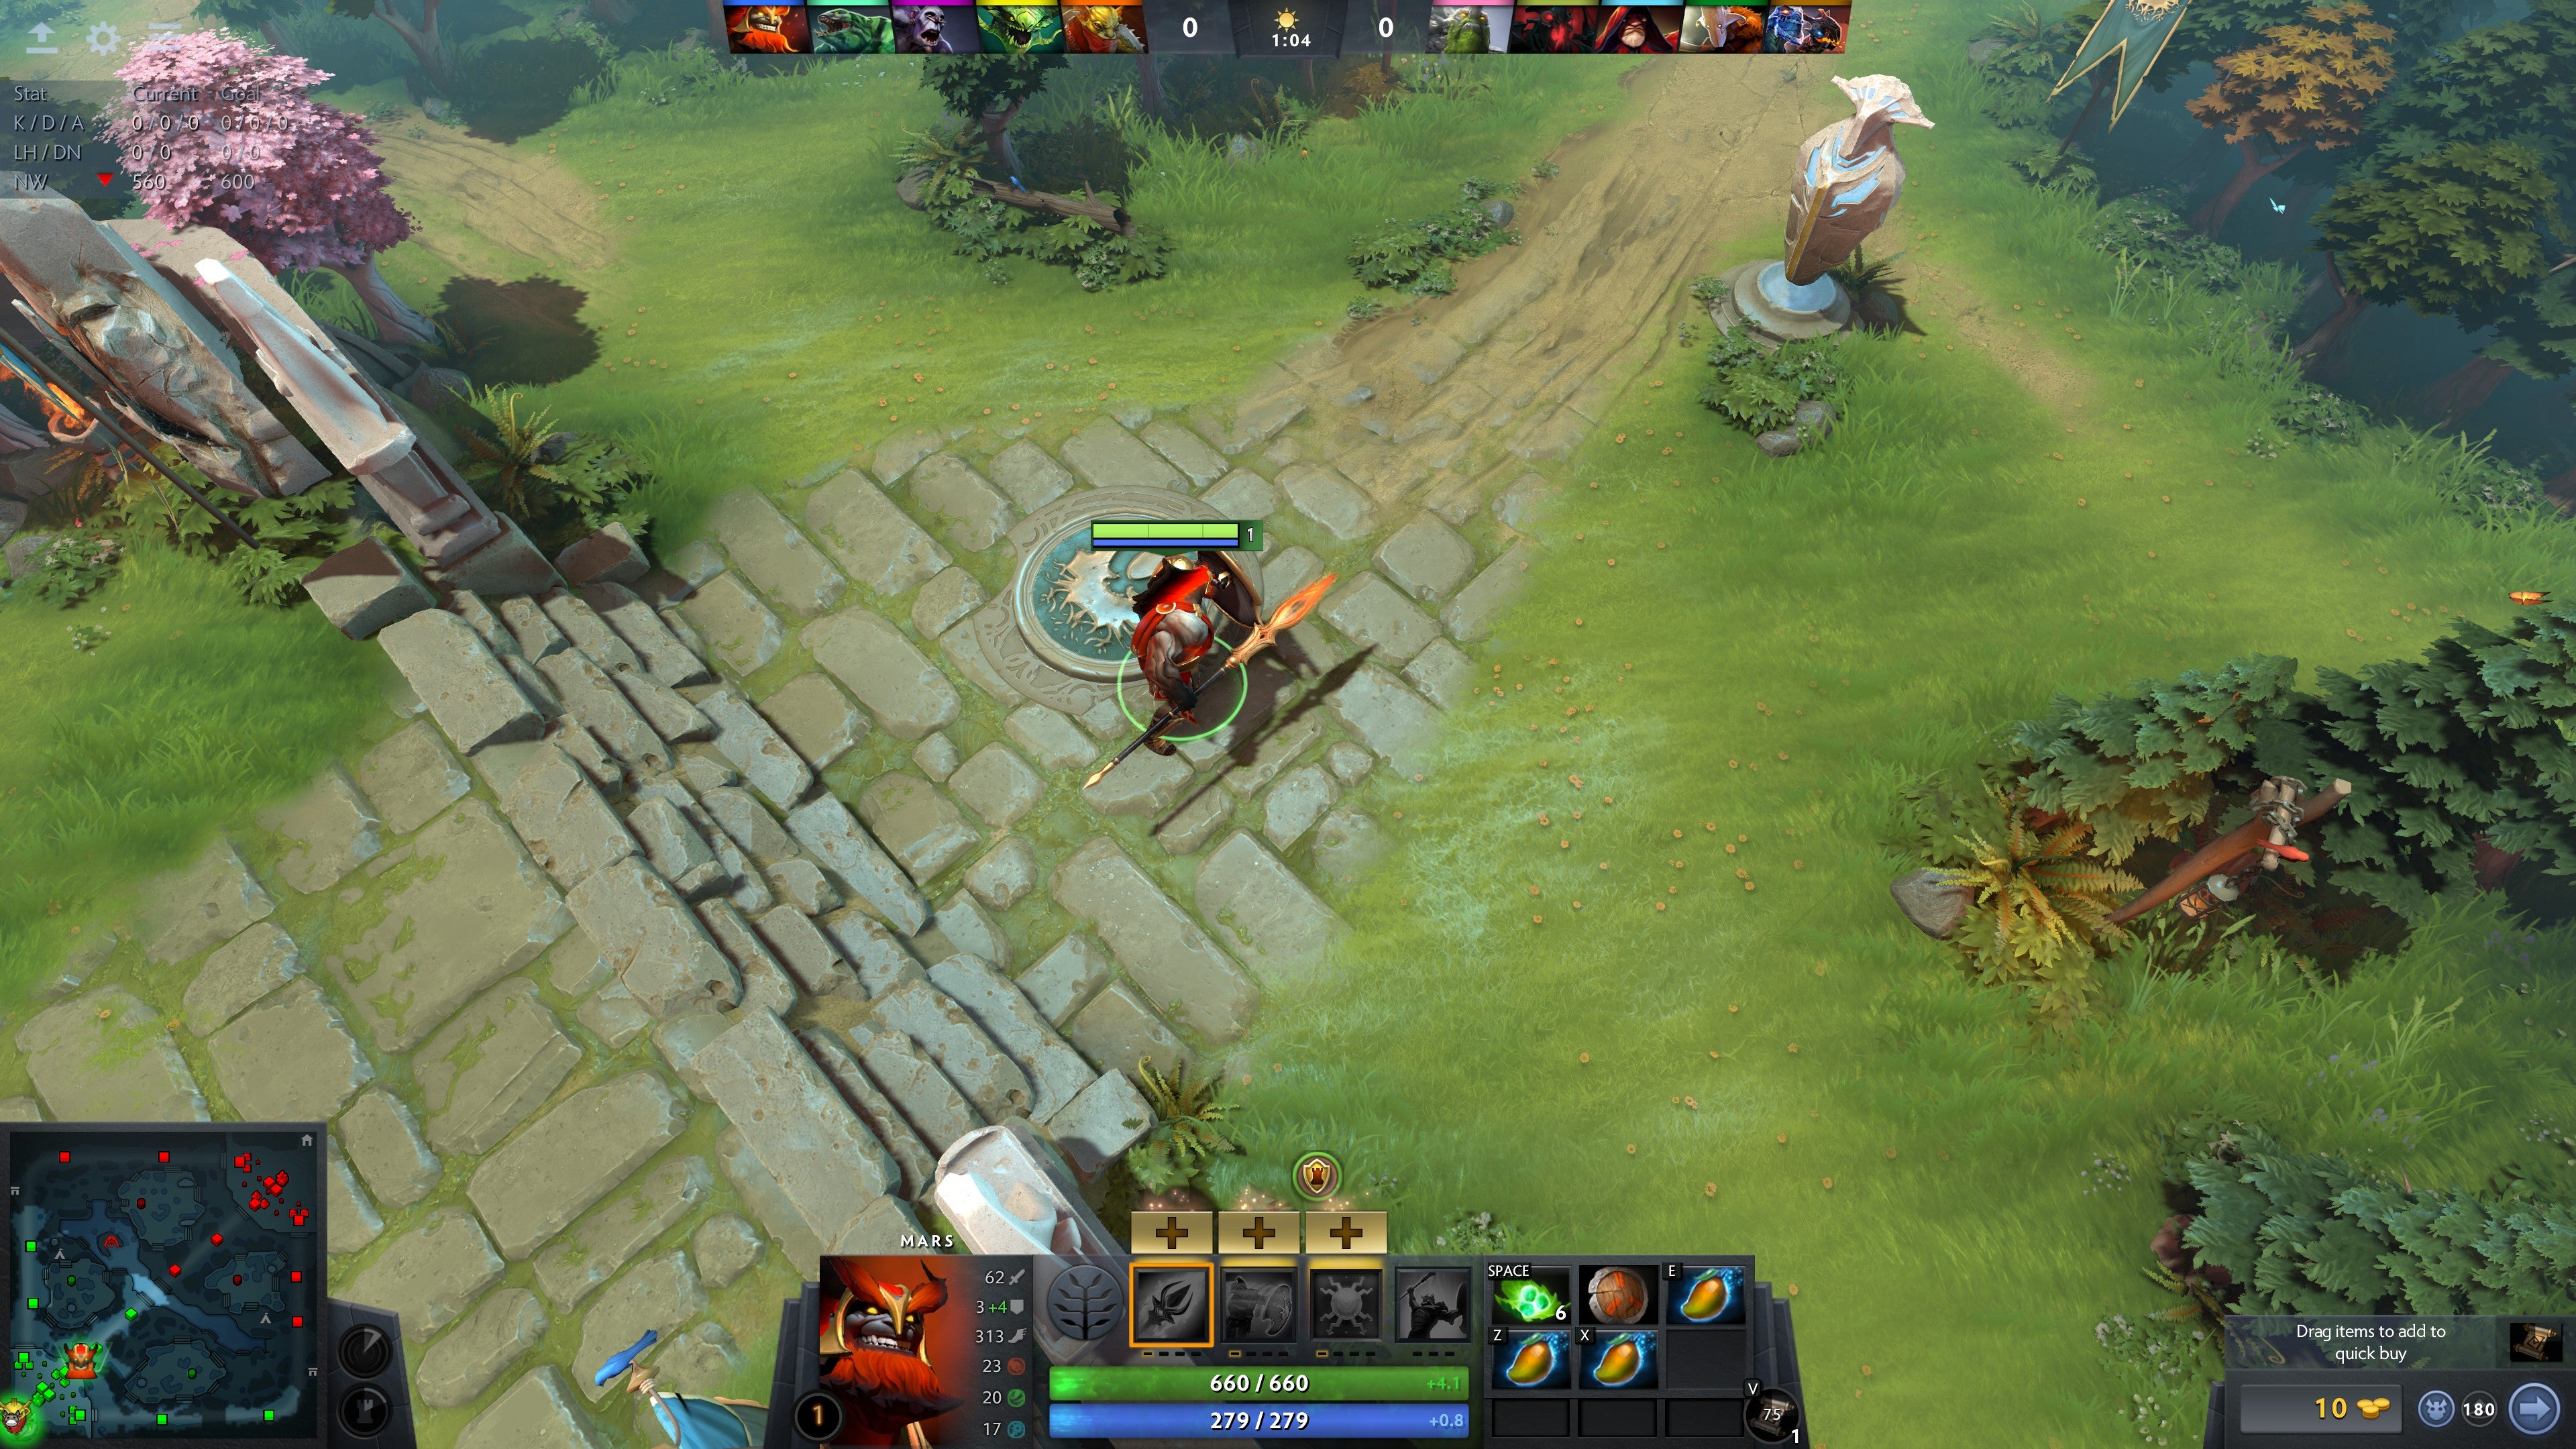 0 1:04 0
Stat Current Goal
K / D / A 0 / 0 / 0 0 / 0 / 0
LH / DN 0 / 0 0 / 0
NW 560 600
1
MARS
62
3 +4
313
23
20
17
1
660 / 660 +4.1
279 / 279 +0.8
SPACE 6 E
Z X
V
75
1
Drag items to add to
quick buy
10 180